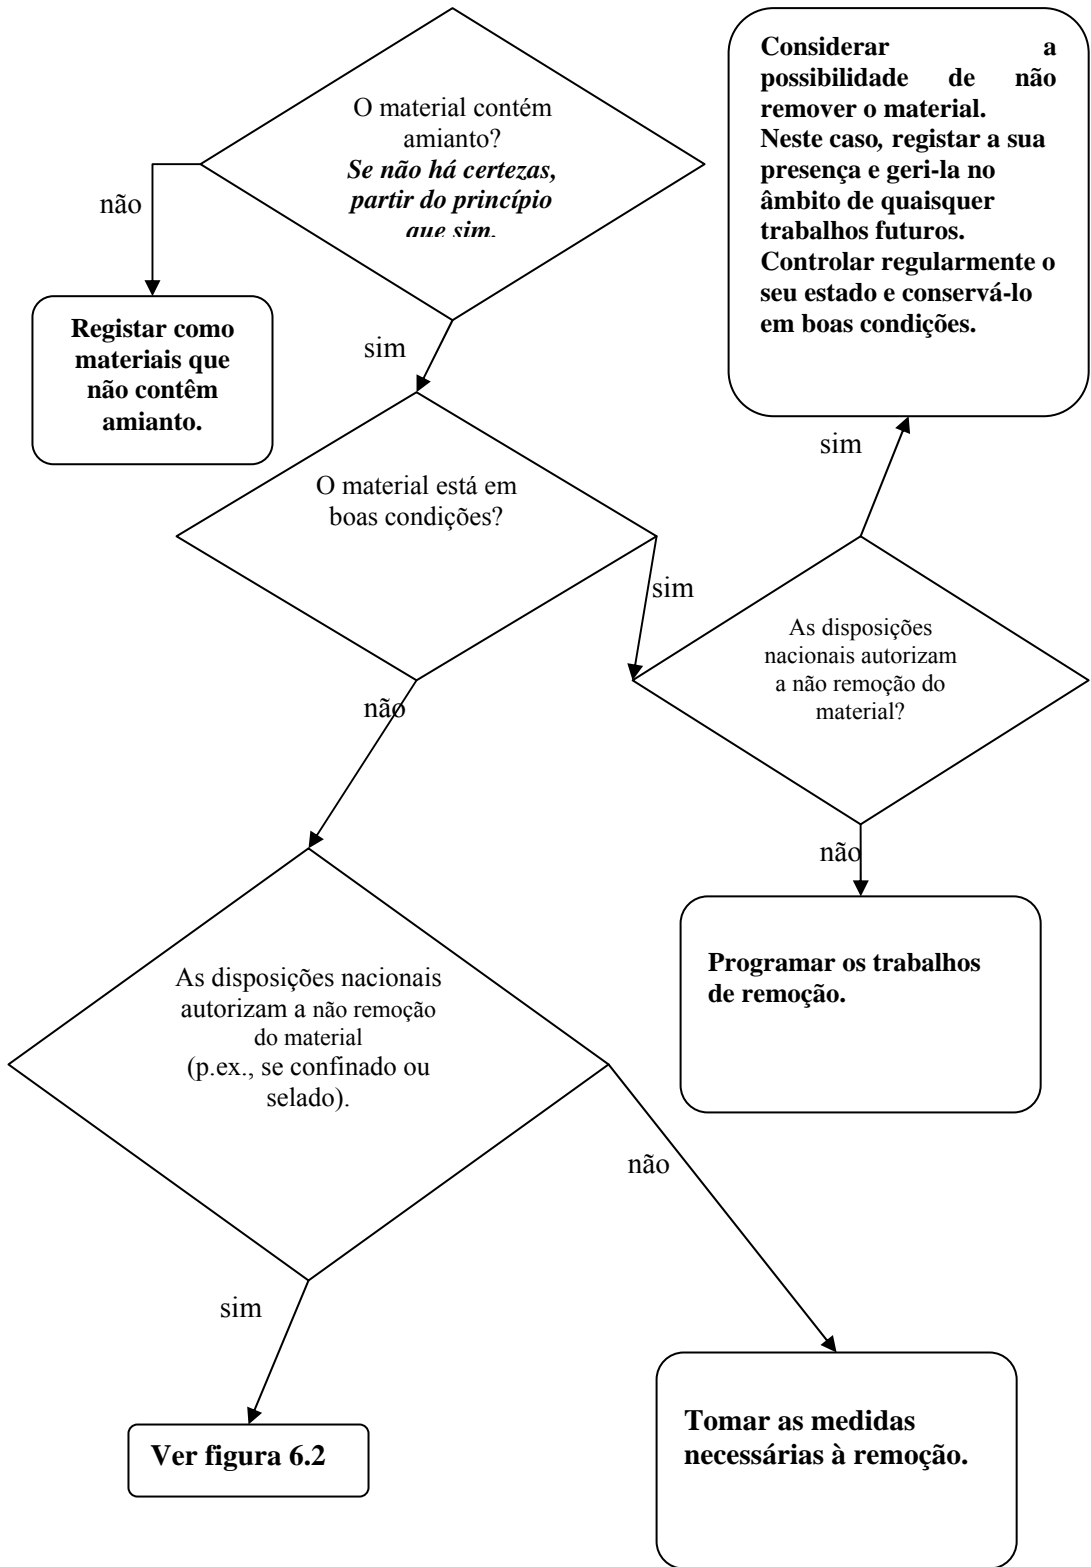 O material contém
amianto?
Se não há certezas,
partir do princípio
que sim.
não
Registar como
materiais que
não contêm
amianto.
sim
Considerar a
possibilidade de não
remover o material.
Neste caso, registar a sua
presença e geri-la no
âmbito de quaisquer
trabalhos futuros.
Controlar regularmente o
seu estado e conservá-lo
em boas condições.
sim
O material está em
boas condições?
sim
As disposições
nacionais autorizam
a não remoção do
material?
não
não
Programar os trabalhos
de remoção.
As disposições nacionais
autorizam a não remoção
do material
(p.ex., se confinado ou
selado).
não
sim
Ver figura 6.2
Tomar as medidas
necessárias à remoção.